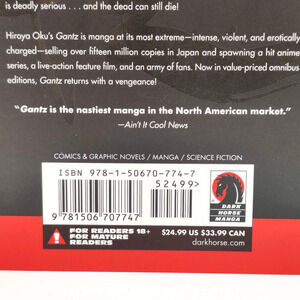 is deadly serious . . . and the dead can still die!
Hiroya Oku's Gantz is manga at its most extreme—intense, violent, and erotically
charged—selling over fifteen million copies in Japan and spawning a hit anime
series, a live-action feature film, and an army of fans. Now in value-priced omnibus
editions, Gantz returns with a vengeance!
"Gantz is the nastiest manga in the North American market."
—Ain't It Cool News
COMICS & GRAPHIC NOVELS / MANGA / SCIENCE FICTION
ISBN 978-1-50670-774-7
52499>
9 781506 707747
DARK
HORSE
MANGA
! FOR READERS 18+
FOR MATURE
READERS
$24.99 US $33.99 CAN
darkhorse.com